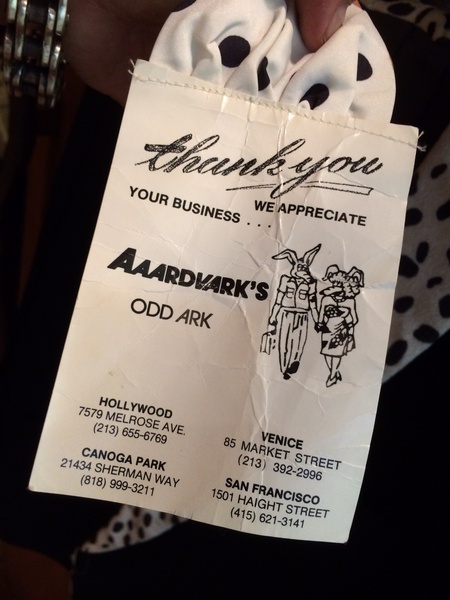 thank you
YOUR BUSINESS . . . WE APPRECIATE
AAARDVARK'S
ODD ARK
HOLLYWOOD
7579 MELROSE AVE.
(213) 655-6769
CANOGA PARK
21434 SHERMAN WAY
(818) 999-3211
VENICE
85 MARKET STREET
(213) 392-2996
SAN FRANCISCO
1501 HAIGHT STREET
(415) 621-3141